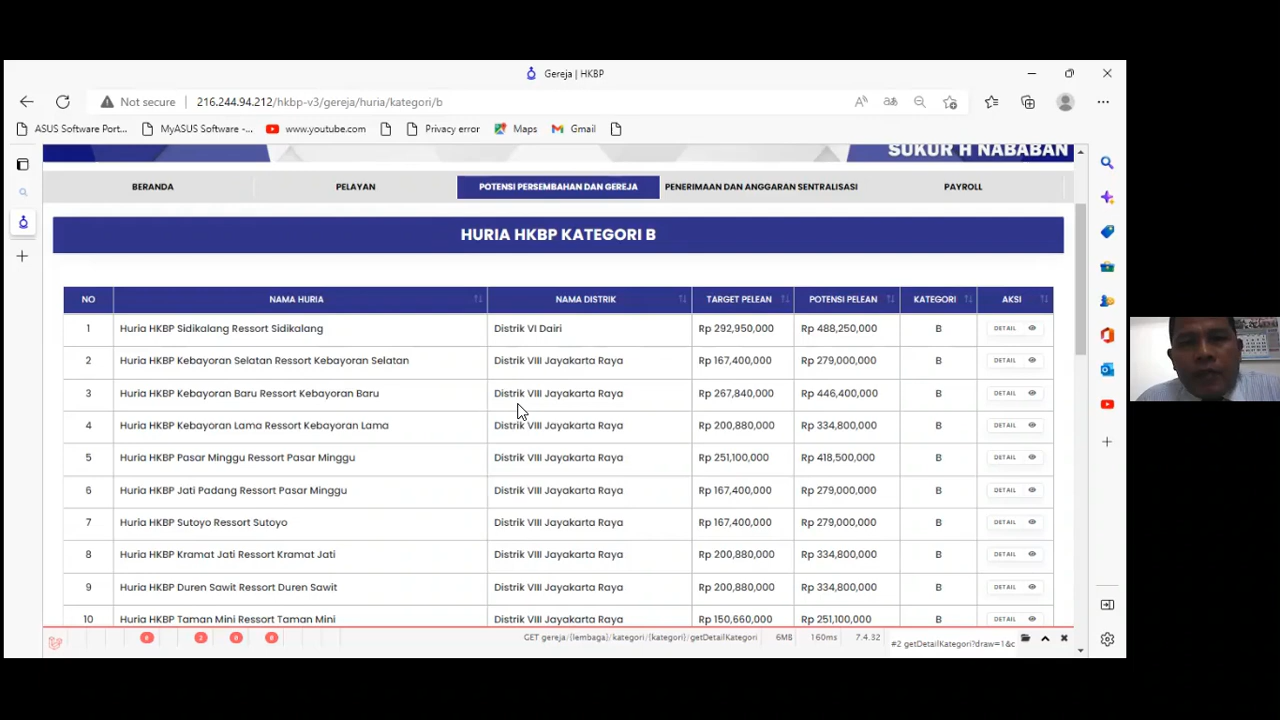 Gereja | HKBP
Not secure 216.244.94.212/hkbp-v3/gereja/huria/kategori/b
ASUS Software Port... MyASUS Software -... www.youtube.com Privacy error Maps Gmail
SUKUR H NABABAN
BERANDA PELAYAN POTENSI PERSEMBAHAN DAN GEREJA PENERIMAAN DAN ANGGARAN SENTRALISASI PAYROLL
HURIA HKBP KATEGORI B
NO NAMA HURIA NAMA DISTRIK TARGET PELEAN POTENSI PELEAN KATEGORI AKSI
1 Huria HKBP Sidikalang Ressort Sidikalang Distrik VI Dairi Rp 292,950,000 Rp 488,250,000 B DETAIL
2 Huria HKBP Kebayoran Selatan Ressort Kebayoran Selatan Distrik VIII Jayakarta Raya Rp 167,400,000 Rp 279,000,000 B DETAIL
3 Huria HKBP Kebayoran Baru Ressort Kebayoran Baru Distrik VIII Jayakarta Raya Rp 267,840,000 Rp 446,400,000 B DETAIL
4 Huria HKBP Kebayoran Lama Ressort Kebayoran Lama Distrik VIII Jayakarta Raya Rp 200,880,000 Rp 334,800,000 B DETAIL
5 Huria HKBP Pasar Minggu Ressort Pasar Minggu Distrik VIII Jayakarta Raya Rp 251,100,000 Rp 418,500,000 B DETAIL
6 Huria HKBP Jati Padang Ressort Pasar Minggu Distrik VIII Jayakarta Raya Rp 167,400,000 Rp 279,000,000 B DETAIL
7 Huria HKBP Sutoyo Ressort Sutoyo Distrik VIII Jayakarta Raya Rp 167,400,000 Rp 279,000,000 B DETAIL
8 Huria HKBP Kramat Jati Ressort Kramat Jati Distrik VIII Jayakarta Raya Rp 200,880,000 Rp 334,800,000 B DETAIL
9 Huria HKBP Duren Sawit Ressort Duren Sawit Distrik VIII Jayakarta Raya Rp 200,880,000 Rp 334,800,000 B DETAIL
10 Huria HKBP Taman Mini Ressort Taman Mini Distrik VIII Jayakarta Raya Rp 150,660,000 Rp 251,100,000 B DETAIL
GET gereja/{lembaga}/kategori/{kategori}/getDetailKategori 6MB 160ms 7.4.32 #2 getDetailKategori?draw=1&c